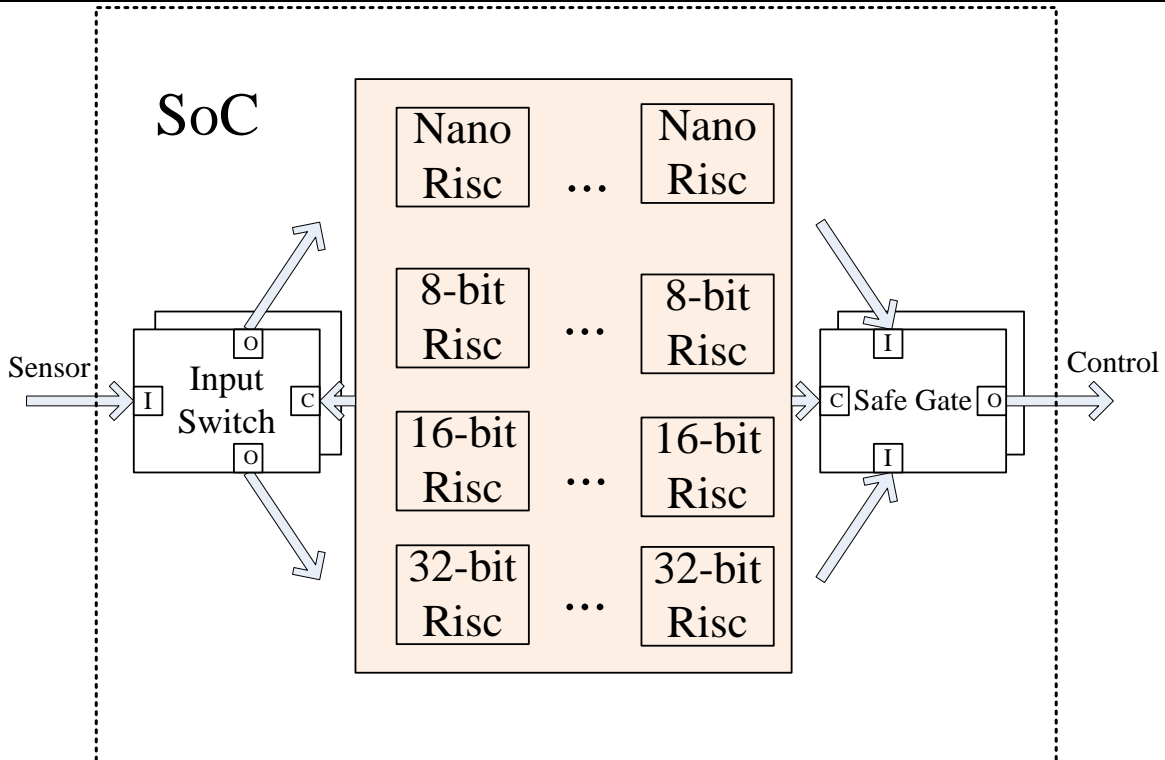 SoC
Nano
Risc
...
Nano
Risc
8-bit
Risc
...
8-bit
Risc
16-bit
Risc
...
16-bit
Risc
32-bit
Risc
...
32-bit
Risc
Sensor
I
O
Input
Switch
C
O
I
C
Safe Gate
O
I
Control